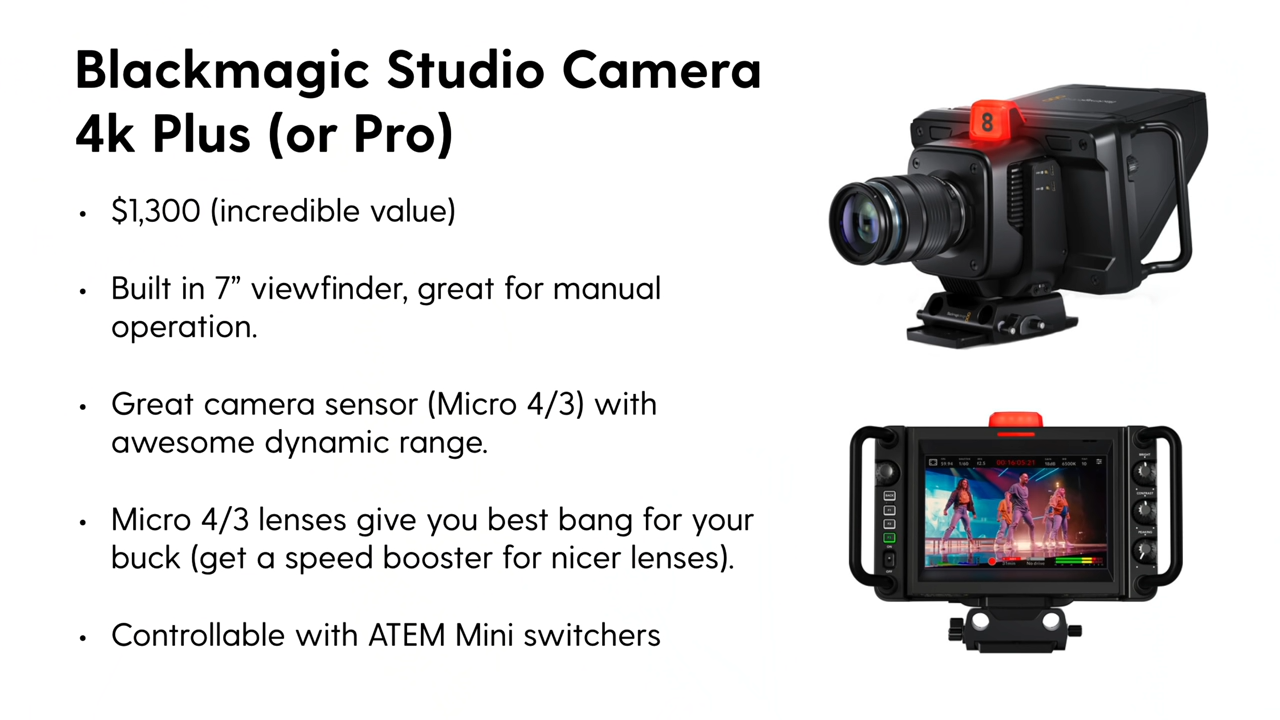 Blackmagic Studio Camera
4k Plus (or Pro)
• $1,300 (incredible value)
• Built in 7” viewfinder, great for manual
operation.
• Great camera sensor (Micro 4/3) with
awesome dynamic range.
• Micro 4/3 lenses give you best bang for your
buck (get a speed booster for nicer lenses).
• Controllable with ATEM Mini switchers
8